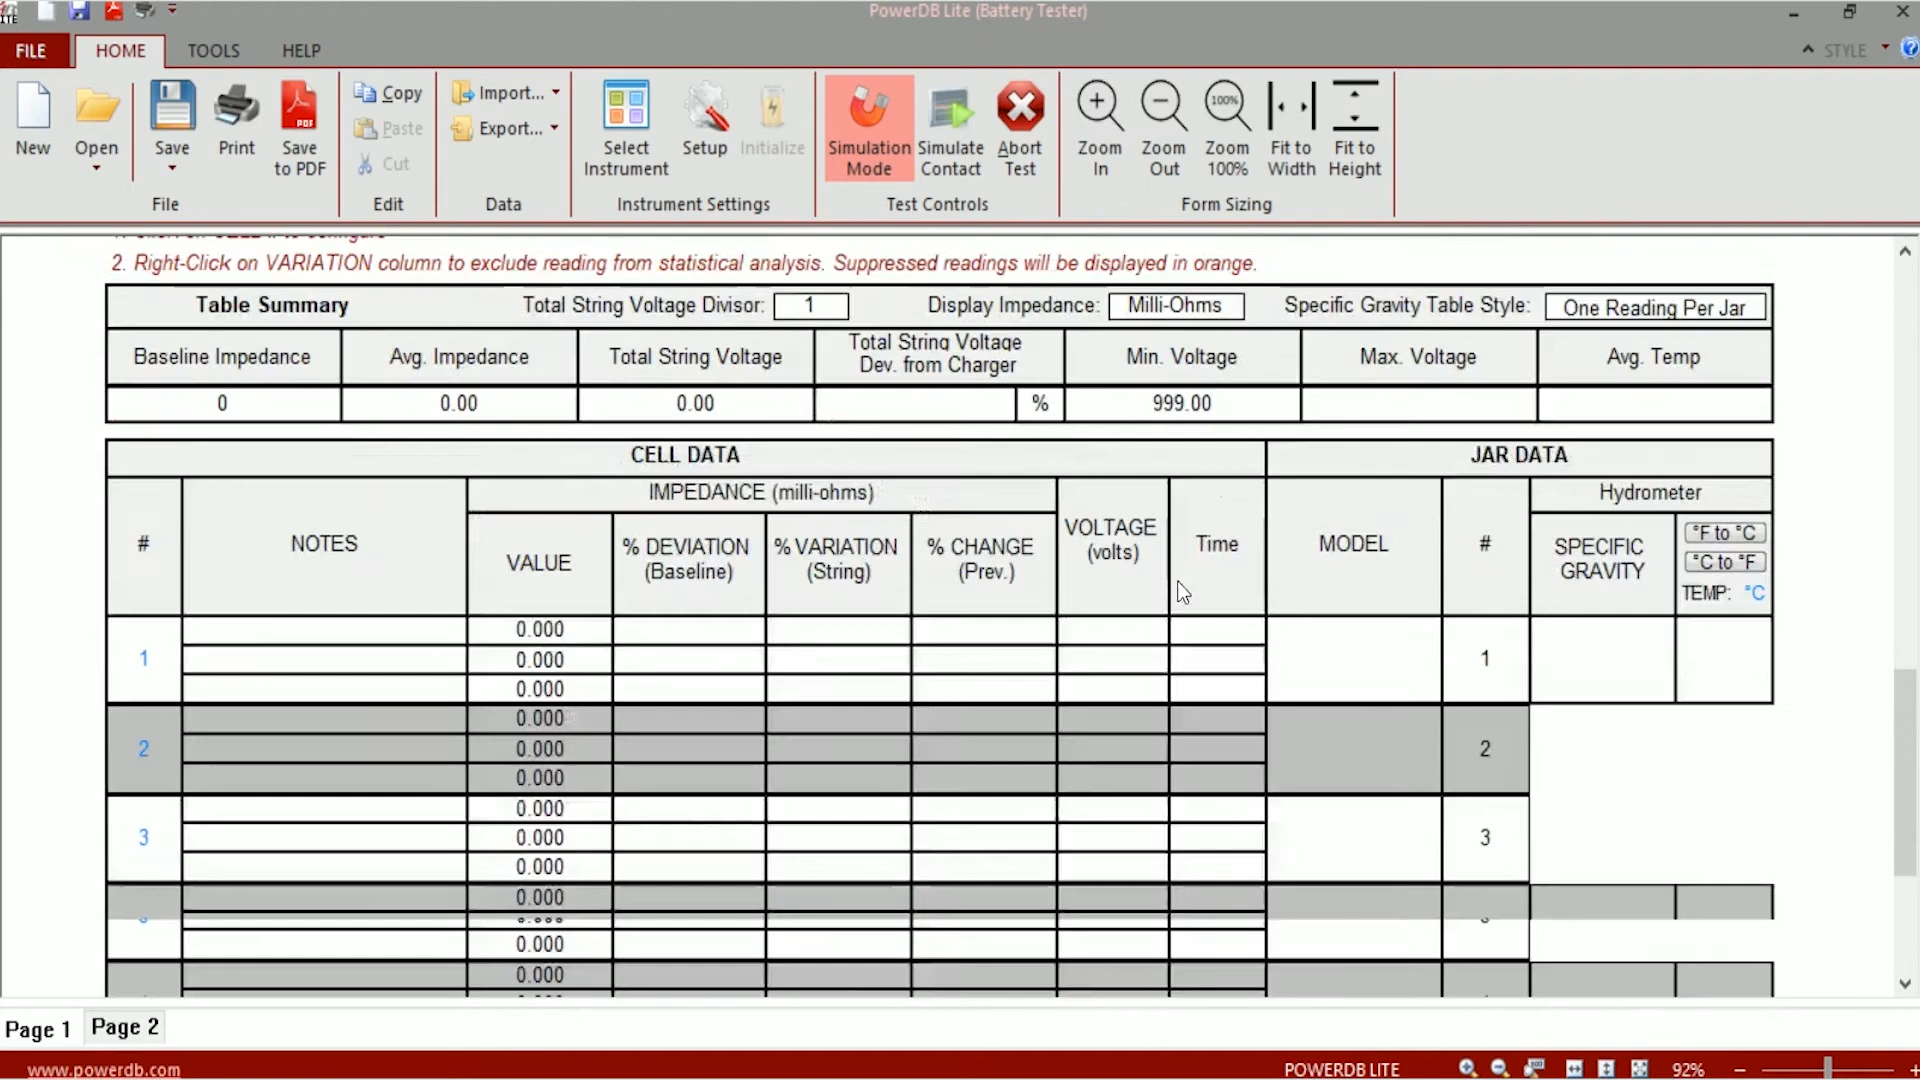 PowerDB Lite (Battery Tester)
FILE HOME TOOLS HELP STYLE
New Open Save Print Save to PDF
Copy
Paste
Cut
Import...
Export...
Select Instrument Setup Initialize
Simulation Mode Simulate Contact Abort Test
100%
Zoom In Zoom Out Zoom 100% Fit to Width Fit to Height
File Edit Data Instrument Settings Test Controls Form Sizing
2. Right-Click on VARIATION column to exclude reading from statistical analysis. Suppressed readings will be displayed in orange.
Table Summary Total String Voltage Divisor: 1 Display Impedance: Milli-Ohms Specific Gravity Table Style: One Reading Per Jar
Baseline Impedance Avg. Impedance Total String Voltage Total String Voltage Dev. from Charger Min. Voltage Max. Voltage Avg. Temp
0 0.00 0.00 % 999.00
CELL DATA JAR DATA
# NOTES IMPEDANCE (milli-ohms) VOLTAGE (volts) Time MODEL # Hydrometer
VALUE % DEVIATION (Baseline) % VARIATION (String) % CHANGE (Prev.) SPECIFIC GRAVITY °F to °C
°C to °F
TEMP: °C
0.000
1 0.000 1
0.000
0.000
2 0.000 2
0.000
0.000
3 0.000 3
0.000
0.000
0.000
0.000
Page 1 Page 2
www.powerdb.com POWERDB LITE 92%